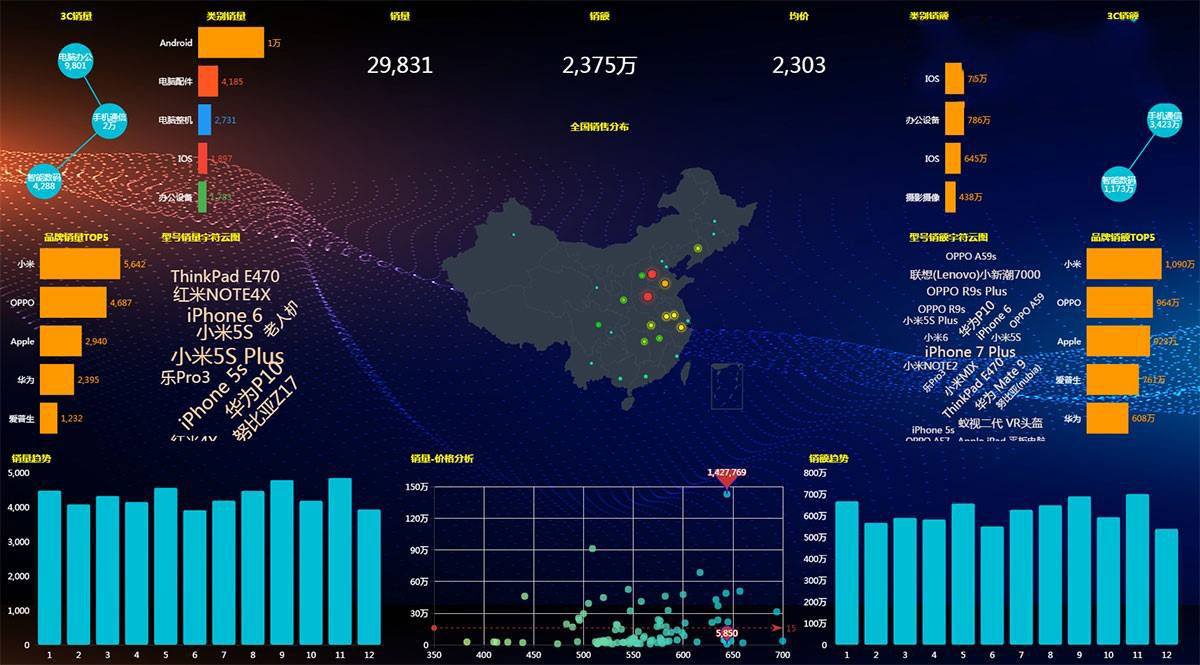 3C销量
电脑办公
9,801
手机通信
2万
智能数码
4,288
类别销量
Android
1万
电脑配件
4,185
电脑整机
2,731
IOS
1,897
办公设备
销量
29,831
销额
2,375万
均价
2,303
全国销售分布
类别销额
IOS
办公设备
786万
IOS
645万
摄影摄像
438万
3C销额
手机通信
3,423万
智能数码
1,173万
品牌销量TOP5
小米
5,642
OPPO
4,687
Apple
2,940
华为
2,395
爱普生
1,232
型号销量字符云图
ThinkPad E470
红米NOTE4X
iPhone 6
老人机
小米5S
小米5S Plus
乐Pro3
iPhone 5s
华为P10
努比亚Z17
红米4X
型号销额字符云图
OPPO A59s
联想(Lenovo)小新潮7000
OPPO R9s Plus
OPPO R9s
小米5S Plus
华为P10
iPhone 6
OPPO A59
小米6
小米5S
iPhone 7 Plus
小米NOTE2
乐Pro3
小米MIX
ThinkPad E470
华为 Mate 9
努比亚(nubia)
蚁视二代 VR头盔
iPhone 5s
品牌销额TOP5
小米
1,090万
OPPO
964万
Apple
923万
爱普生
761万
华为
608万
销量趋势
5,000
4,000
3,000
2,000
1,000
0
1 2 3 4 5 6 7 8 9 10 11 12
销量-价格分析
1,427,769
150万
120万
90万
60万
30万
0
5,850
15
350 400 450 500 550 600 650 700
销额趋势
800万
700万
600万
500万
400万
300万
200万
100万
0
1 2 3 4 5 6 7 8 9 10 11 12